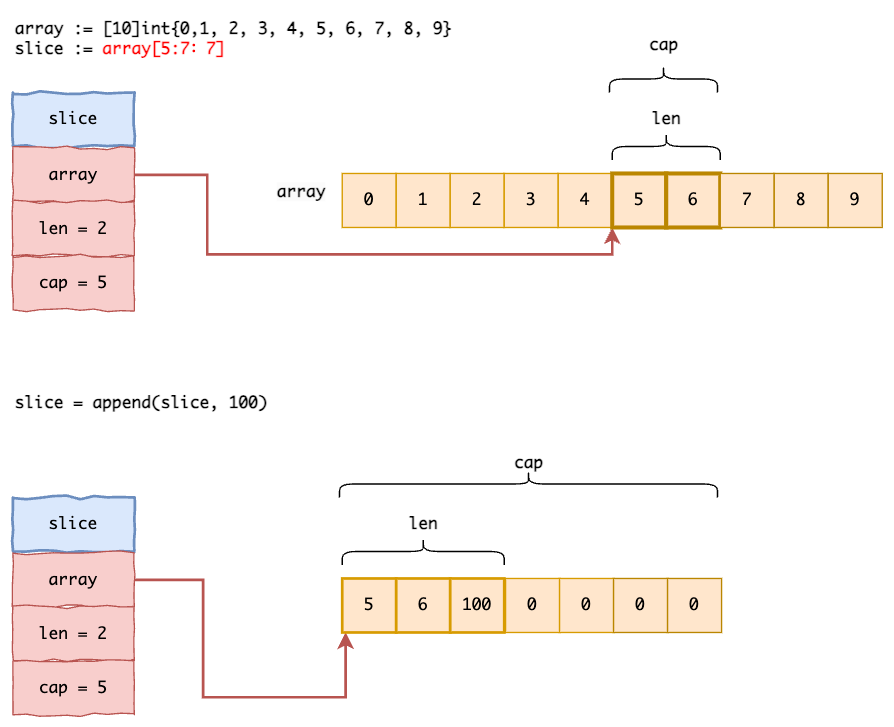 array := [10]int{0,1, 2, 3, 4, 5, 6, 7, 8, 9}
slice := array[5:7: 7]
cap
slice
len
array
array
0 1 2 3 4 5 6 7 8 9
len = 2
cap = 5
slice = append(slice, 100)
cap
slice
len
array
5 6 100 0 0 0 0
len = 2
cap = 5